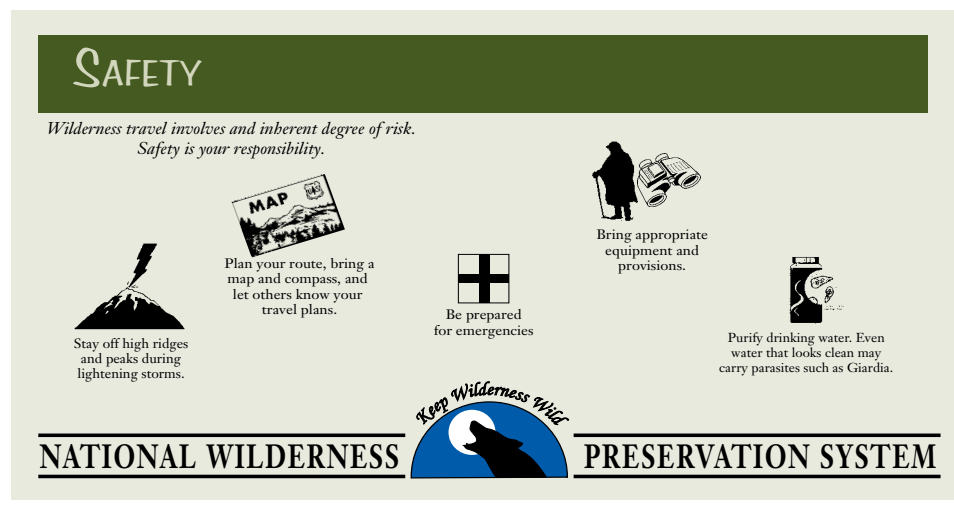 SAFETY
Wilderness travel involves and inherent degree of risk.
Safety is your responsibility.
MAP
Plan your route, bring a
map and compass, and
let others know your
travel plans.
Bring appropriate
equipment and
provisions.
Stay off high ridges
and peaks during
lightening storms.
Be prepared
for emergencies
Purify drinking water. Even
water that looks clean may
carry parasites such as Giardia.
Keep Wilderness Wild
NATIONAL WILDERNESS
PRESERVATION SYSTEM